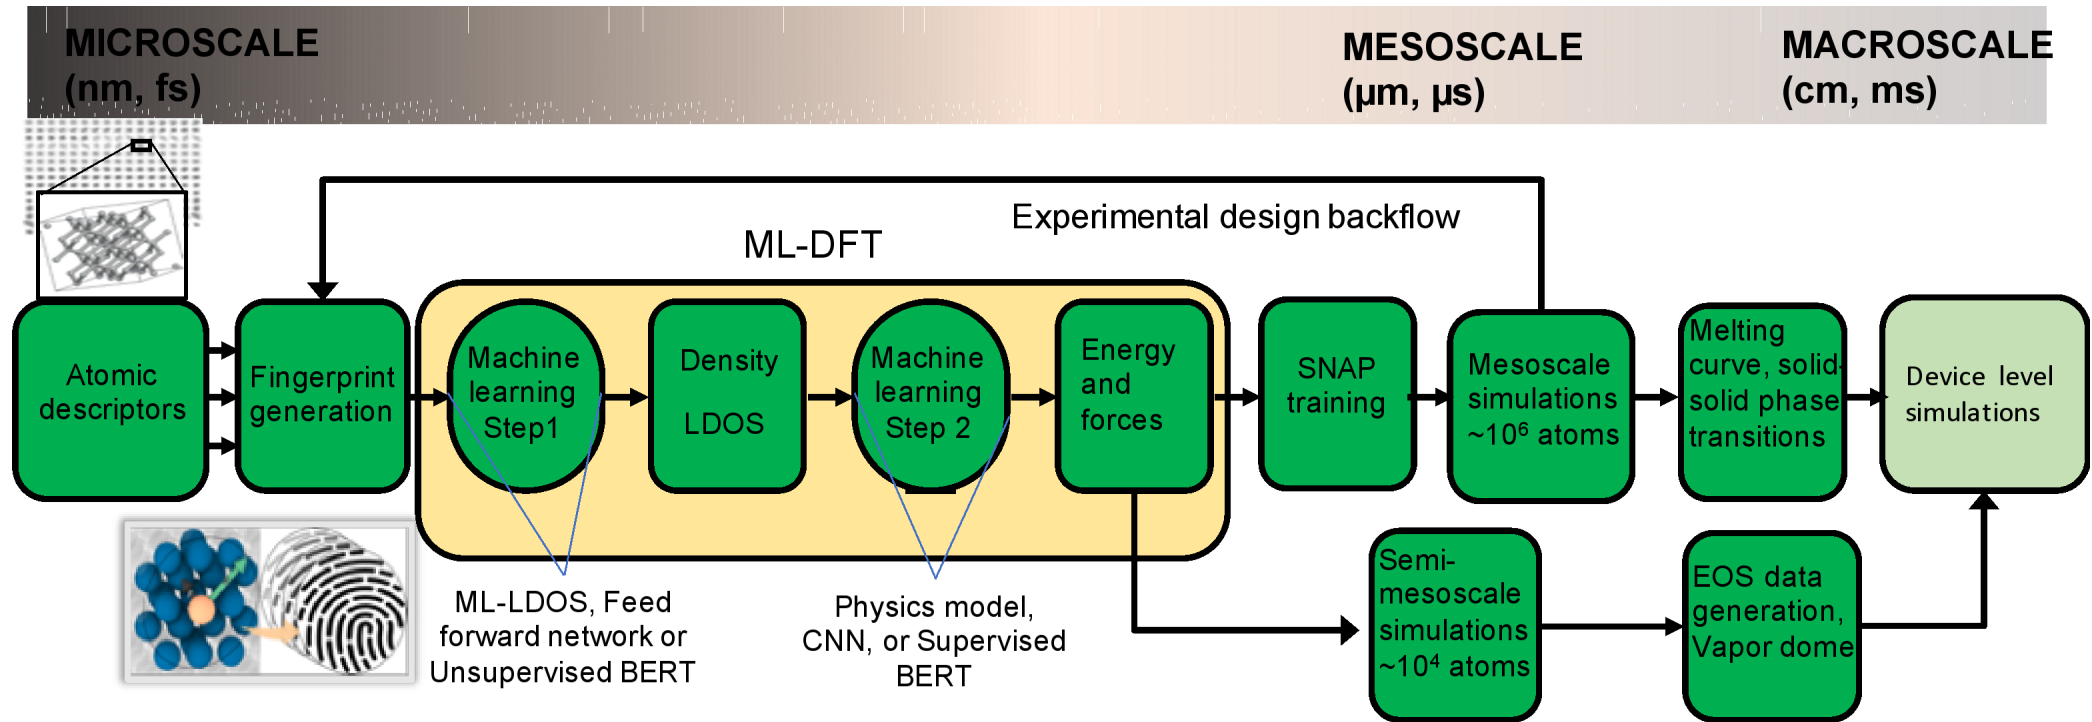 MICROSCALE
(nm, fs)
MESOSCALE
(µm, µs)
MACROSCALE
(cm, ms)
Experimental design backflow
ML-DFT
Atomic
descriptors
Fingerprint
generation
Machine
learning
Step1
Density
LDOS
Machine
learning
Step 2
Energy
and
forces
SNAP
training
Mesoscale
simulations
~10⁶ atoms
Melting
curve, solid-
solid phase
transitions
Device level
simulations
ML-LDOS, Feed
forward network or
Unsupervised BERT
Physics model,
CNN, or Supervised
BERT
Semi-
mesoscale
simulations
~10⁴ atoms
EOS data
generation,
Vapor dome